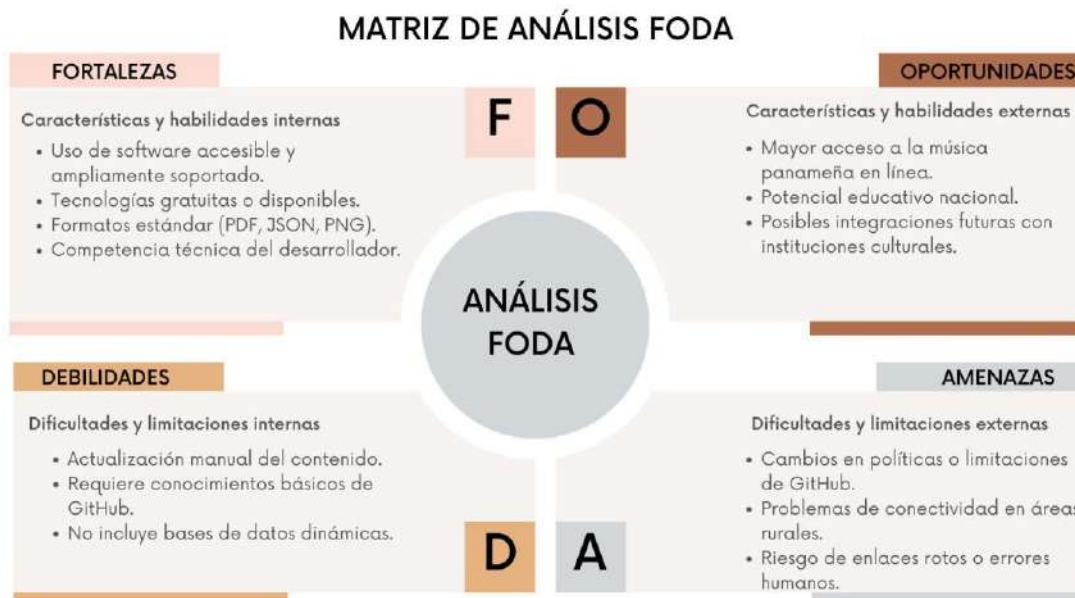 MATRIZ DE ANÁLISIS FODA
FORTALEZAS
Características y habilidades internas
• Uso de software accesible y
ampliamente soportado.
• Tecnologías gratuitas o disponibles.
• Formatos estándar (PDF, JSON, PNG).
• Competencia técnica del desarrollador.
F
O
OPORTUNIDADES
Características y habilidades externas
• Mayor acceso a la música
panameña en línea.
• Potencial educativo nacional.
• Posibles integraciones futuras con
instituciones culturales.
ANÁLISIS
FODA
DEBILIDADES
Dificultades y limitaciones internas
• Actualización manual del contenido.
• Requiere conocimientos básicos de
GitHub.
• No incluye bases de datos dinámicas.
D
A
AMENAZAS
Dificultades y limitaciones externas
• Cambios en políticas o limitaciones
de GitHub.
• Problemas de conectividad en áreas
rurales.
• Riesgo de enlaces rotos o errores
humanos.